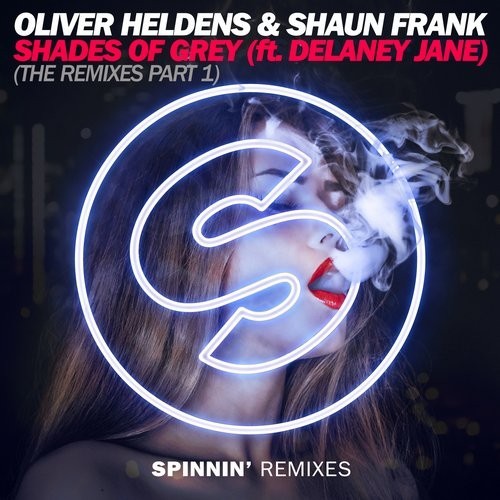 OLIVER HELDENS & SHAUN FRANK
SHADES OF GREY (ft. DELANEY JANE)
(THE REMIXES PART 1)
S
SPINNIN' REMIXES